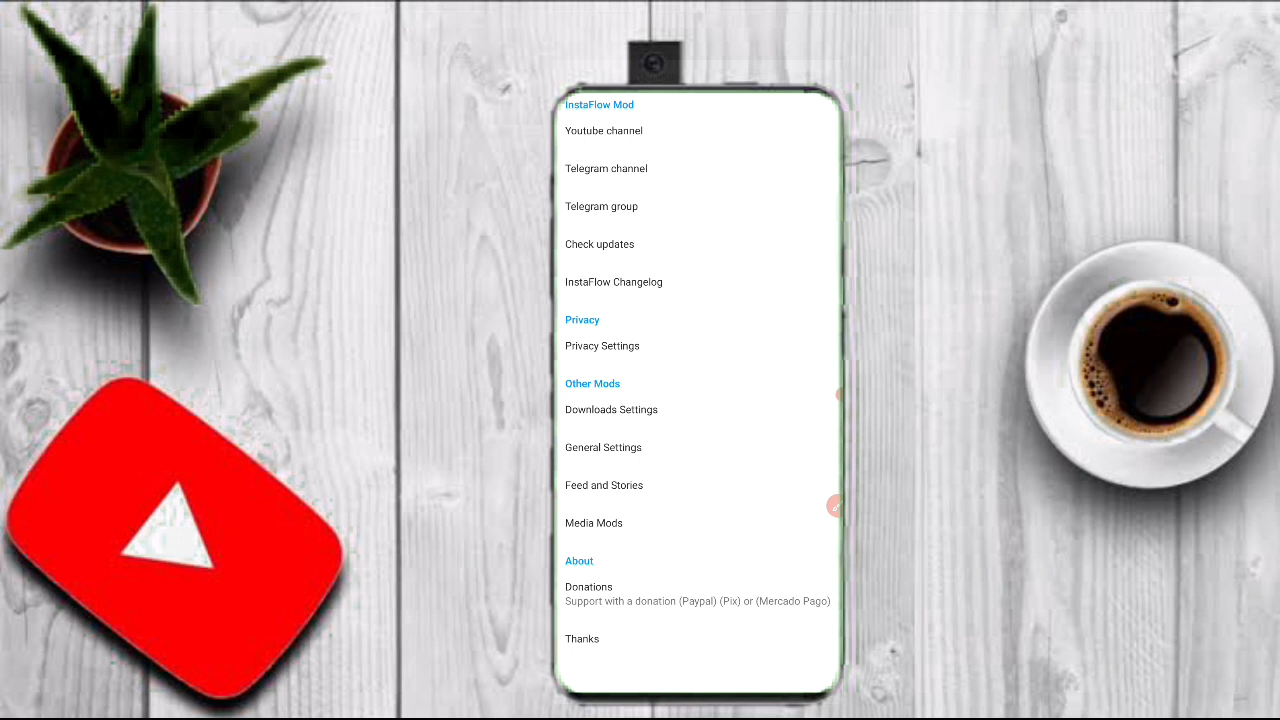 InstaFlow Mod
Youtube channel
Telegram channel
Telegram group
Check updates
InstaFlow Changelog
Privacy
Privacy Settings
Other Mods
Downloads Settings
General Settings
Feed and Stories
Media Mods
About
Donations
Support with a donation (Paypal) (Pix) or (Mercado Pago)
Thanks